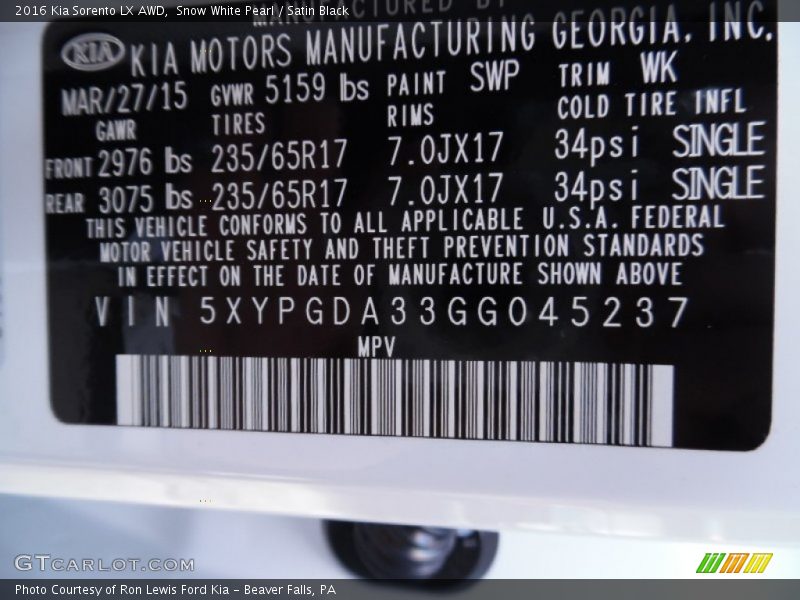 2016 Kia Sorento LX AWD, Snow White Pearl / Satin Black
MANUFACTURED BY
KIA KIA MOTORS MANUFACTURING GEORGIA, INC.
MAR/27/15 GVWR 5159 lbs PAINT SWP TRIM WK
GAWR TIRES RIMS COLD TIRE INFL
FRONT 2976 lbs 235/65R17 7.0JX17 34psi SINGLE
REAR 3075 lbs 235/65R17 7.0JX17 34psi SINGLE
THIS VEHICLE CONFORMS TO ALL APPLICABLE U.S.A. FEDERAL
MOTOR VEHICLE SAFETY AND THEFT PREVENTION STANDARDS
IN EFFECT ON THE DATE OF MANUFACTURE SHOWN ABOVE
VIN 5XYPGDA33GG045237
MPV
GTCARLOT.COM
Photo Courtesy of Ron Lewis Ford Kia - Beaver Falls, PA